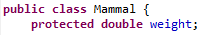 public class Mammal {
    protected double weight;